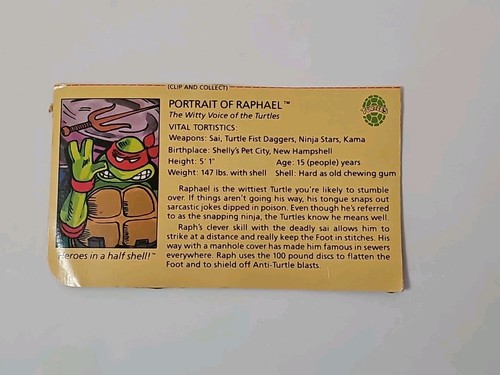 (CLIP AND COLLECT)
PORTRAIT OF RAPHAEL™
The Witty Voice of the Turtles
TURTLES
VITAL TORTISTICS:
Weapons: Sai, Turtle Fist Daggers, Ninja Stars, Kama
Birthplace: Shelly's Pet City, New Hampshell
Height: 5' 1" Age: 15 (people) years
Weight: 147 lbs. with shell Shell: Hard as old chewing gum
Raphael is the wittiest Turtle you're likely to stumble
over. If things aren't going his way, his tongue snaps out
sarcastic jokes dipped in poison. Even though he's referred
to as the snapping ninja, the Turtles know he means well.
Raph's clever skill with the deadly sai allows him to
strike at a distance and really keep the Foot in stitches. His
way with a manhole cover has made him famous in sewers
everywhere. Raph uses the 100 pound discs to flatten the
Foot and to shield off Anti-Turtle blasts.
Heroes in a half shell!™